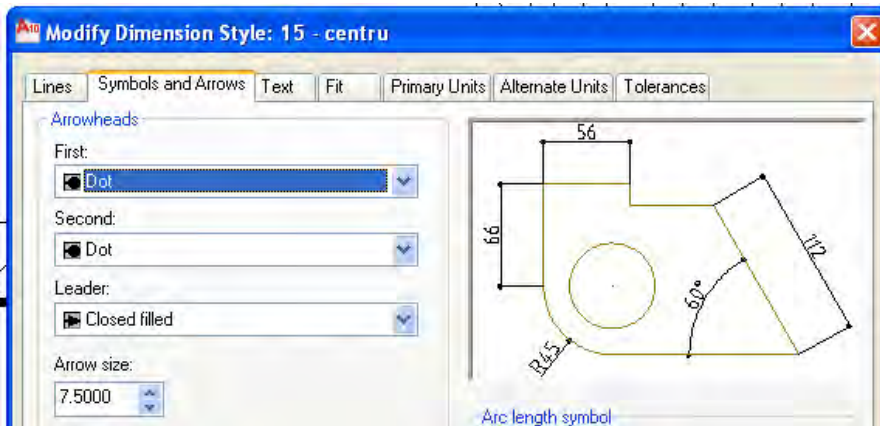 A10 Modify Dimension Style: 15 - centru
Lines Symbols and Arrows Text Fit Primary Units Alternate Units Tolerances
Arrowheads
First:
Dot
Second:
Dot
Leader:
Closed filled
Arrow size:
7.5000
56
66
112
60°
R45
Arc length symbol